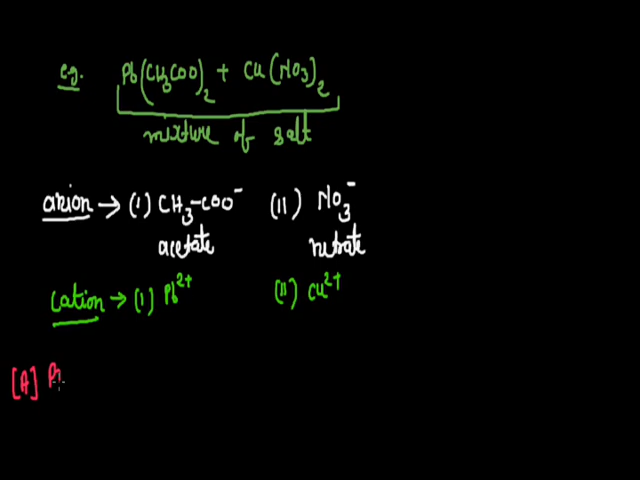 e.g. Pb(CH3COO)2 + Cu(NO3)2
mixture of salt
anion → (I) CH3-COO⁻ (II) NO3⁻
acetate nitrate
cation → (I) Pb²⁺ (II) Cu²⁺
[A]